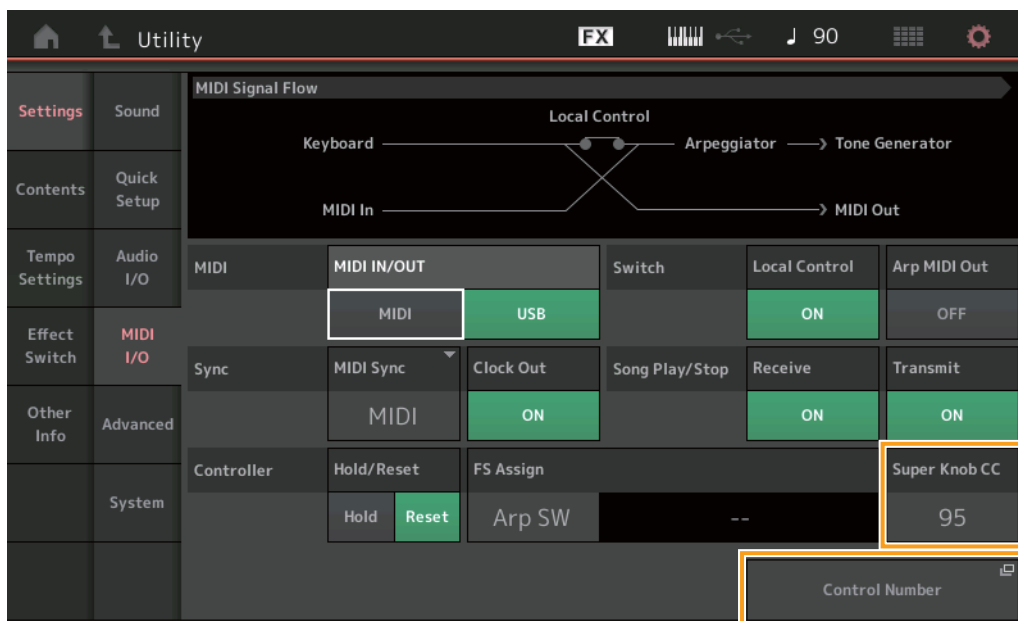 Utility
FX
90
Settings
Sound
Contents
Quick
Setup
Tempo
Settings
Audio
I/O
Effect
Switch
MIDI
I/O
Other
Info
Advanced
System
MIDI Signal Flow
Local Control
Keyboard
Arpeggiator
Tone Generator
MIDI In
MIDI Out
MIDI
MIDI IN/OUT
MIDI
USB
Switch
Local Control
ON
Arp MIDI Out
OFF
Sync
MIDI Sync
MIDI
Clock Out
ON
Song Play/Stop
Receive
ON
Transmit
ON
Controller
Hold/Reset
Hold
Reset
FS Assign
Arp SW
--
Super Knob CC
95
Control Number